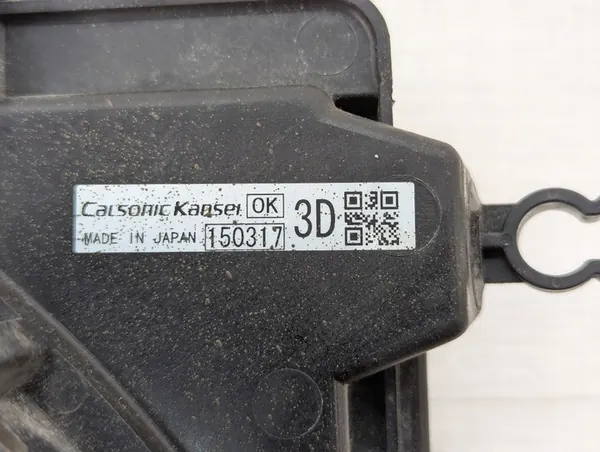 Calsonic Kansei OK 3D
MADE IN JAPAN 150317